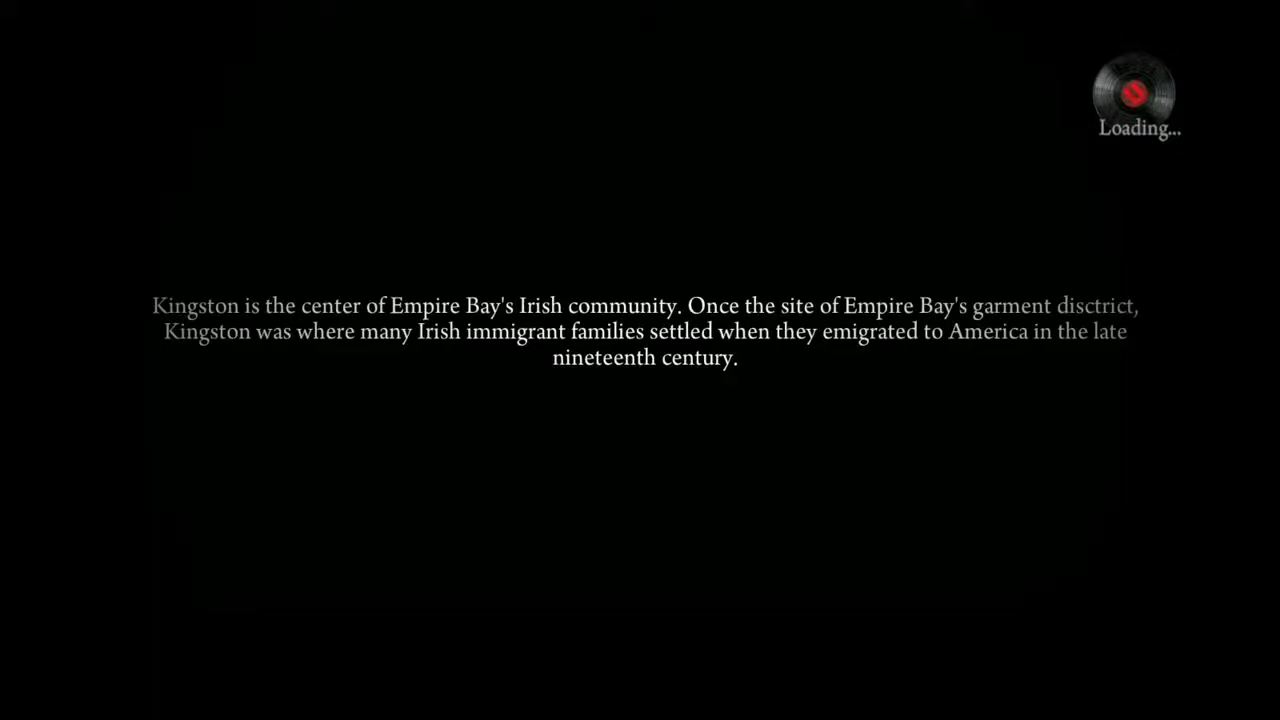 Loading...
Kingston is the center of Empire Bay's Irish community. Once the site of Empire Bay's garment disctrict,
Kingston was where many Irish immigrant families settled when they emigrated to America in the late
nineteenth century.